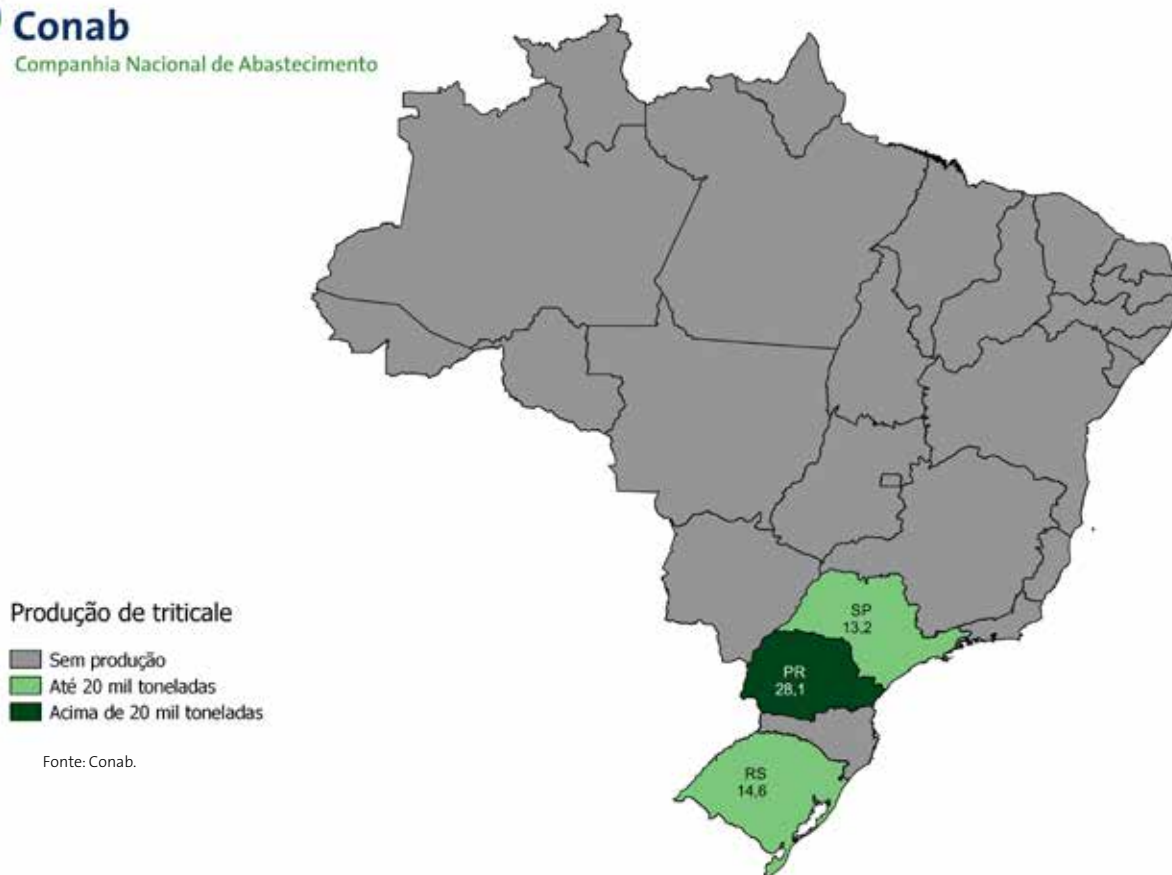 Conab
Companhia Nacional de Abastecimento
SP
13,2
PR
28,1
RS
14,6
Produção de triticale
Sem produção
Até 20 mil toneladas
Acima de 20 mil toneladas
Fonte: Conab.